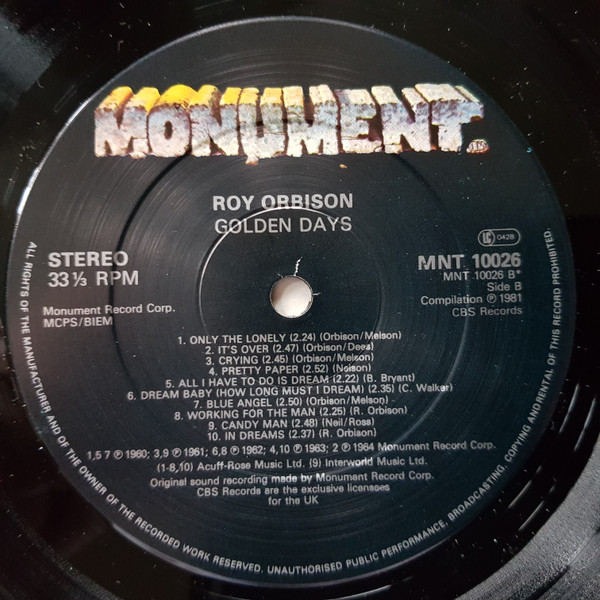 MONUMENT
ROY ORBISON
GOLDEN DAYS
STEREO
33⅓ RPM
Monument Record Corp.
MCPS/BIEM
LC 0428
MNT 10026
MNT 10026 B*
Side B
Compilation ℗ 1981
CBS Records
1. ONLY THE LONELY (2.24) (Orbison/Melson)
2. IT'S OVER (2.47) (Orbison/Dees)
3. CRYING (2.45) (Orbison/Melson)
4. PRETTY PAPER (2.52) (Nelson)
5. ALL I HAVE TO DO IS DREAM (2.22) (B. Bryant)
6. DREAM BABY (HOW LONG MUST I DREAM) (2.35) (C. Walker)
7. BLUE ANGEL (2.50) (Orbison/Melson)
8. WORKING FOR THE MAN (2.25) (R. Orbison)
9. CANDY MAN (2.48) (Neil/Ross)
10. IN DREAMS (2.37) (R. Orbison)
1,5 7 ℗ 1960; 3,9 ℗ 1961; 6,8 ℗ 1962; 4,10 ℗ 1963; 2 ℗ 1964 Monument Record Corp.
(1-8,10) Acuff-Rose Music Ltd. (9) Interworld Music Ltd.
Original sound recording made by Monument Record Corp.
CBS Records are the exclusive licensees
for the UK
ALL RIGHTS OF THE MANUFACTURER AND OF THE OWNER OF THE RECORDED WORK RESERVED. UNAUTHORISED PUBLIC PERFORMANCE, BROADCASTING, COPYING AND RENTAL OF THIS RECORD PROHIBITED.